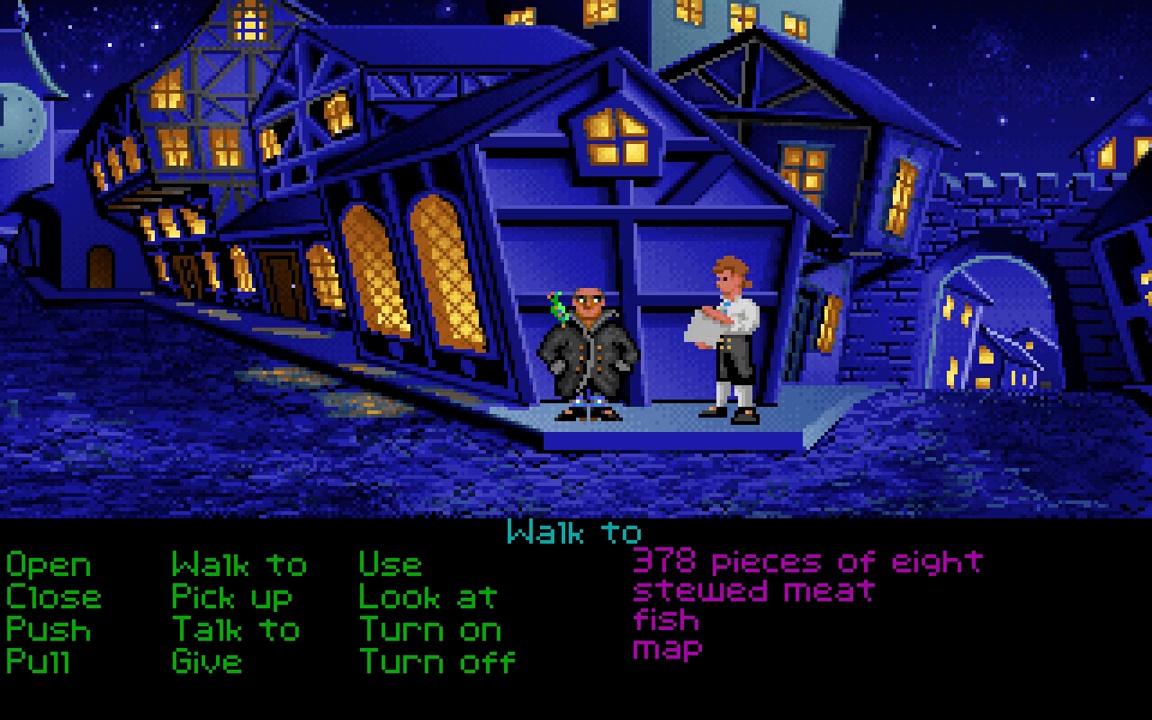 Walk to
Open Walk to Use 378 pieces of eight
Close Pick up Look at stewed meat
Push Talk to Turn on fish
Pull Give Turn off map